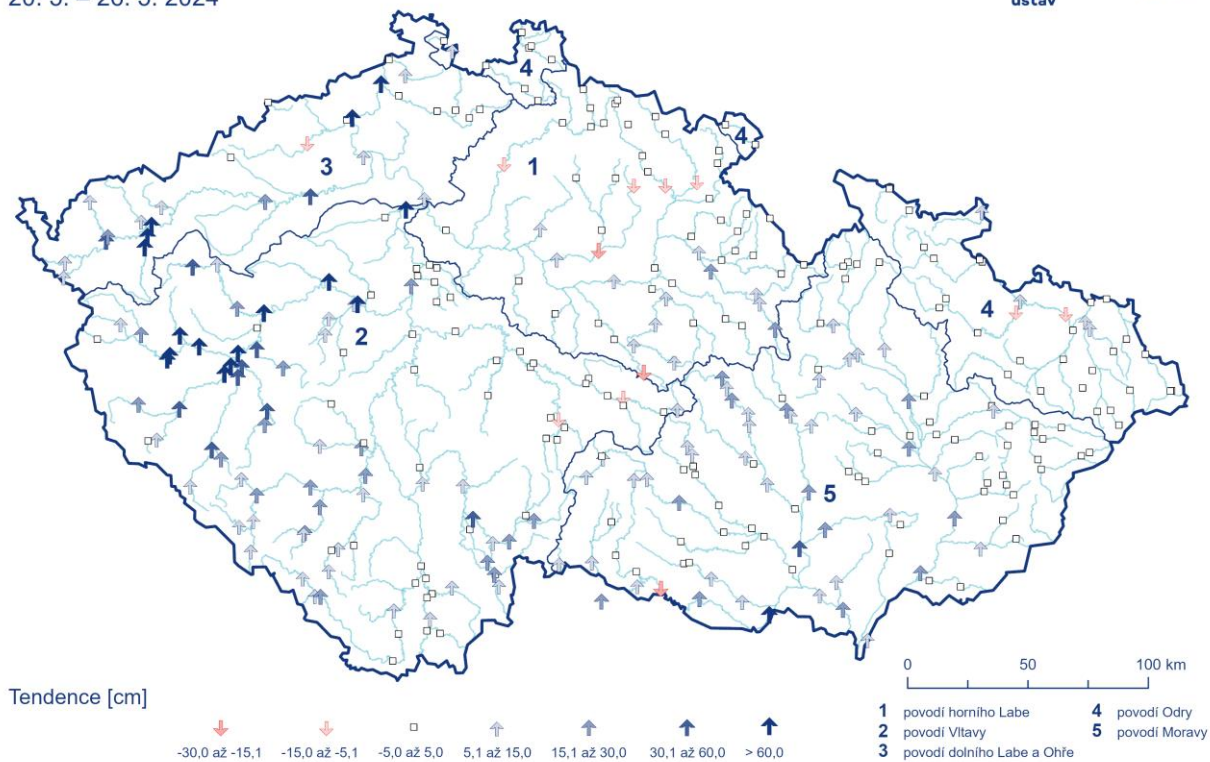 ústav
4
4
1
3
2
4
5
0 50 100 km
Tendence [cm]
-30,0 až -15,1 -15,0 až -5,1 -5,0 až 5,0 5,1 až 15,0 15,1 až 30,0 30,1 až 60,0 > 60,0
1 povodí horního Labe
2 povodí Vltavy
3 povodí dolního Labe a Ohře
4 povodí Odry
5 povodí Moravy